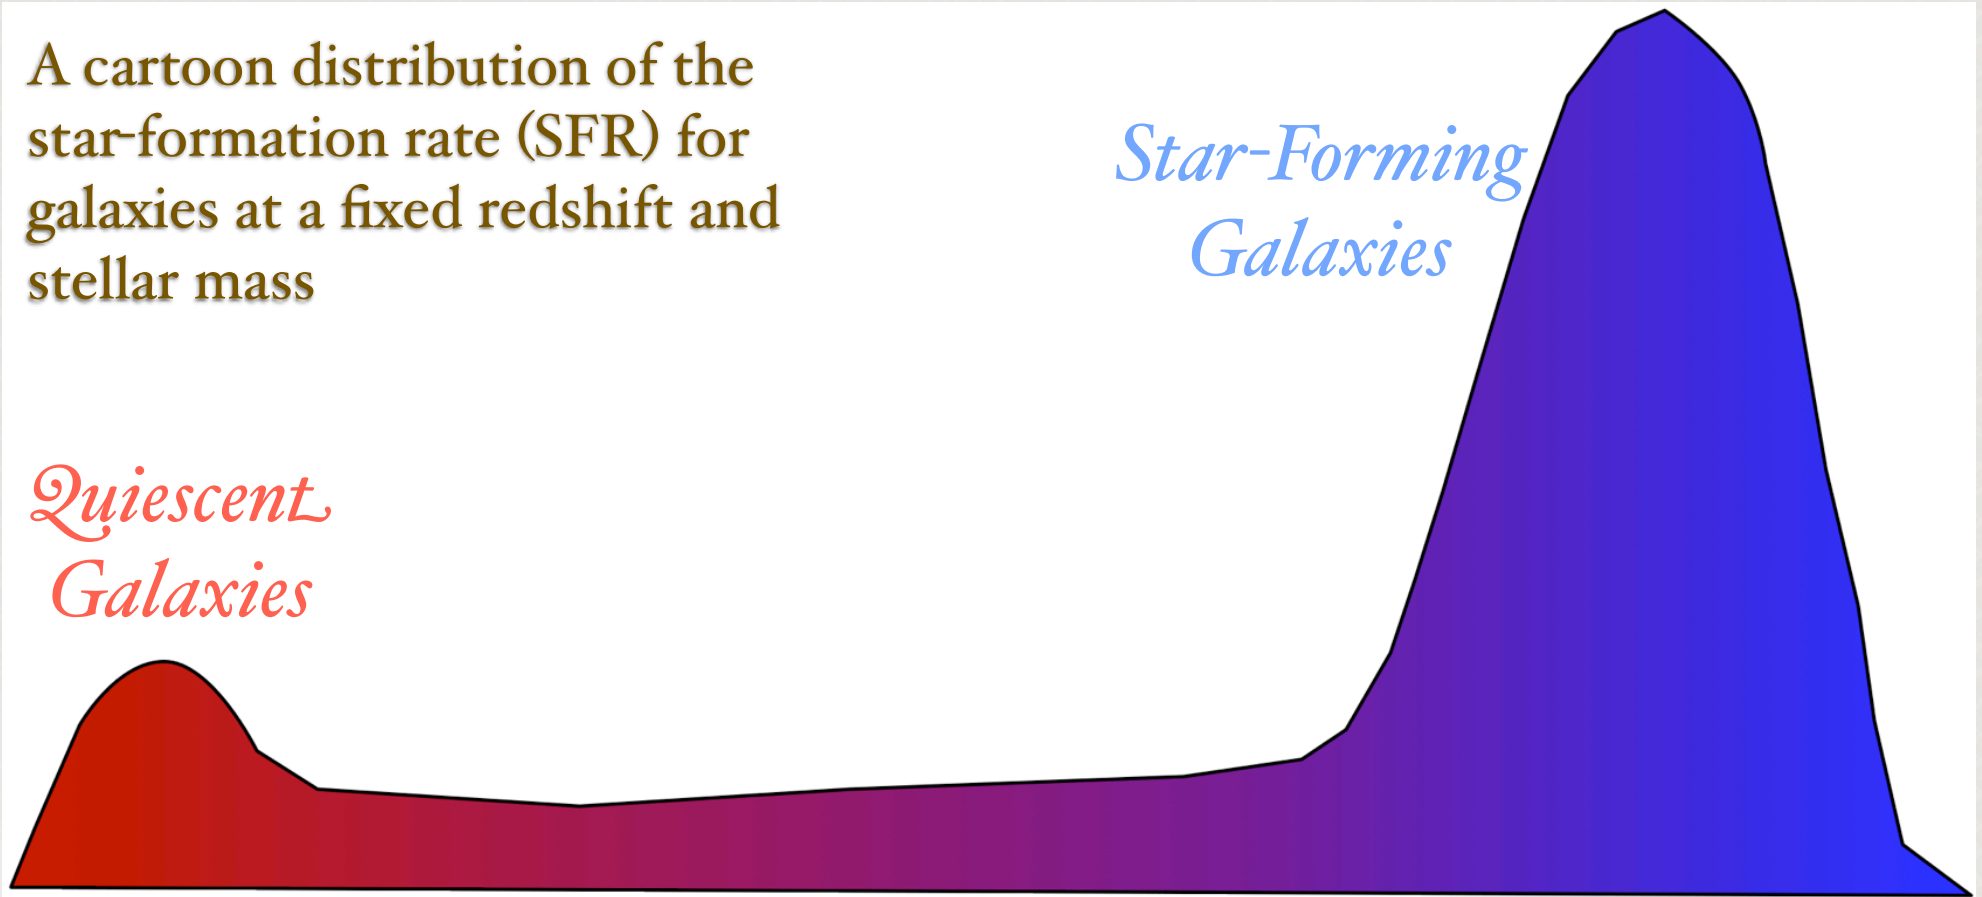 A cartoon distribution of the
star-formation rate (SFR) for
galaxies at a fixed redshift and
stellar mass
Star-Forming
Galaxies
Quiescent
Galaxies